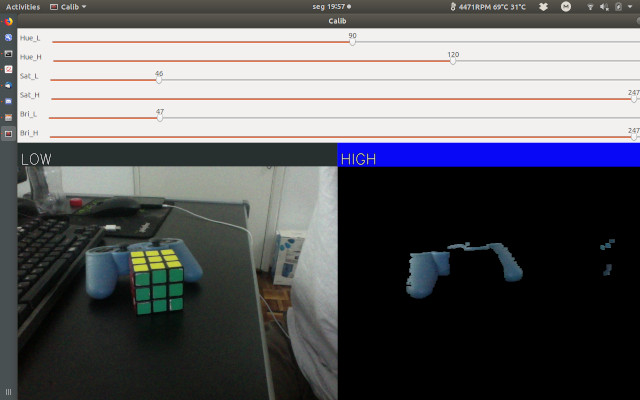 Activities Calib seg 19:57 4471RPM 69°C 31°C
Calib
Hue_L 90
Hue_H 120
Sat_L 46
Sat_H 247
Bri_L 47
Bri_H 247
LOW HIGH